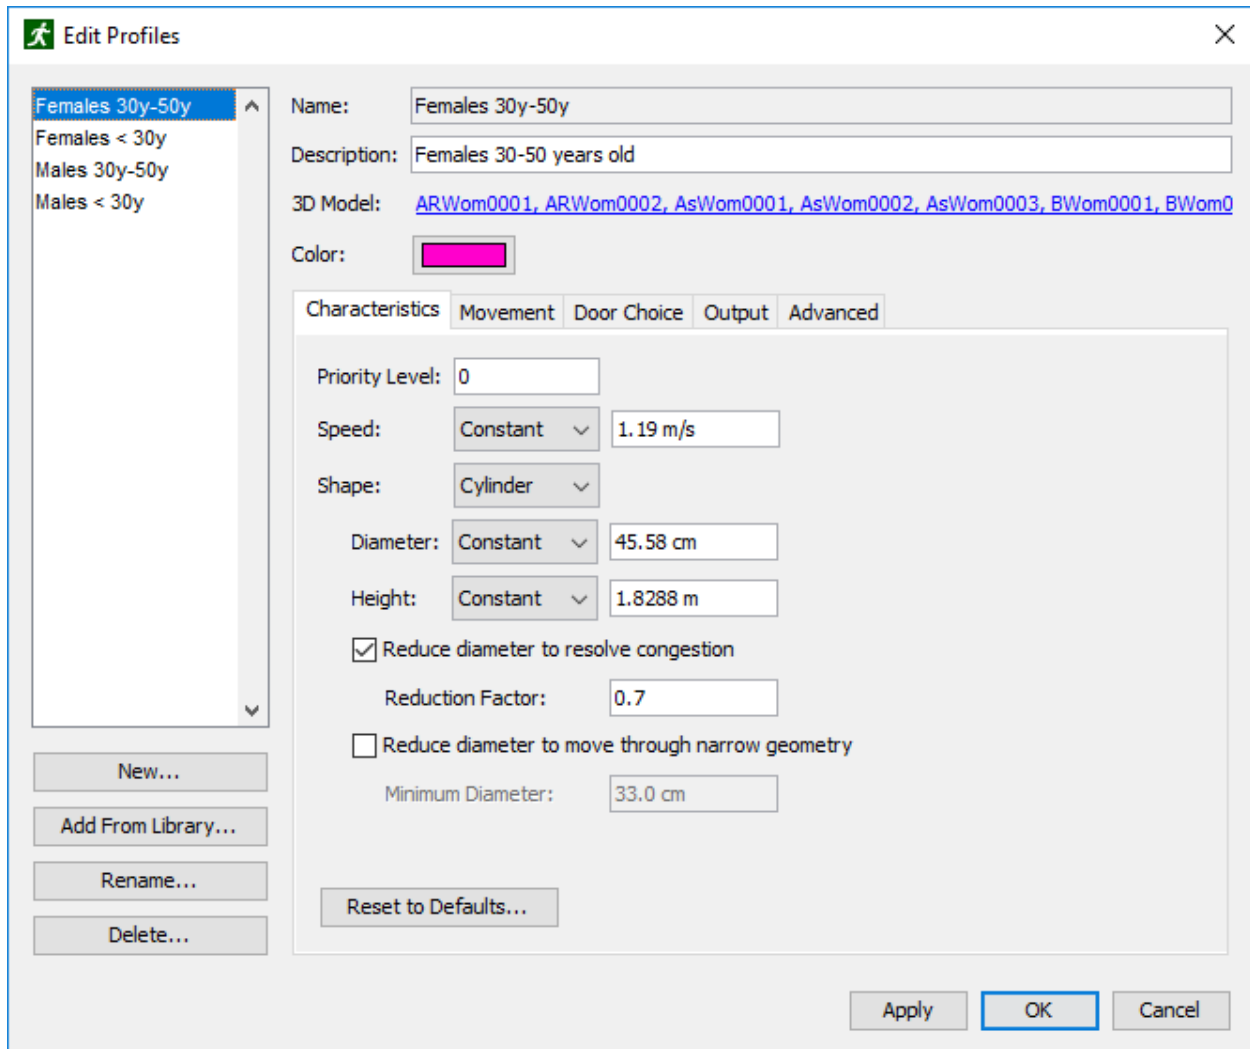 Edit Profiles
Females 30y-50y
Females < 30y
Males 30y-50y
Males < 30y
New...
Add From Library...
Rename...
Delete...
Name: Females 30y-50y
Description: Females 30-50 years old
3D Model: ARWom0001, ARWom0002, AsWom0001, AsWom0002, AsWom0003, BWom0001, BWom0
Color:
Characteristics Movement Door Choice Output Advanced
Priority Level: 0
Speed: Constant 1.19 m/s
Shape: Cylinder
Diameter: Constant 45.58 cm
Height: Constant 1.8288 m
Reduce diameter to resolve congestion
Reduction Factor: 0.7
Reduce diameter to move through narrow geometry
Minimum Diameter: 33.0 cm
Reset to Defaults...
Apply OK Cancel